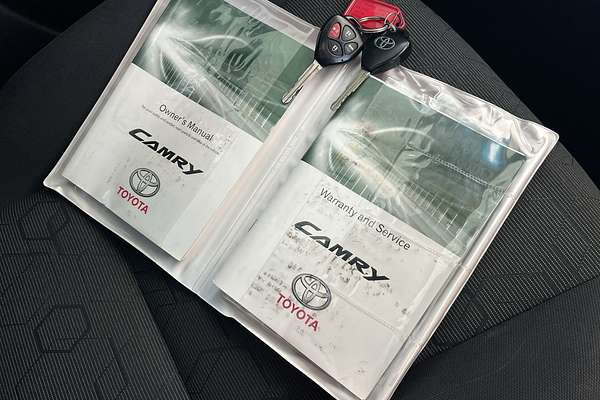 Owner's Manual
CAMRY
TOYOTA
Warranty and Service
CAMRY
TOYOTA